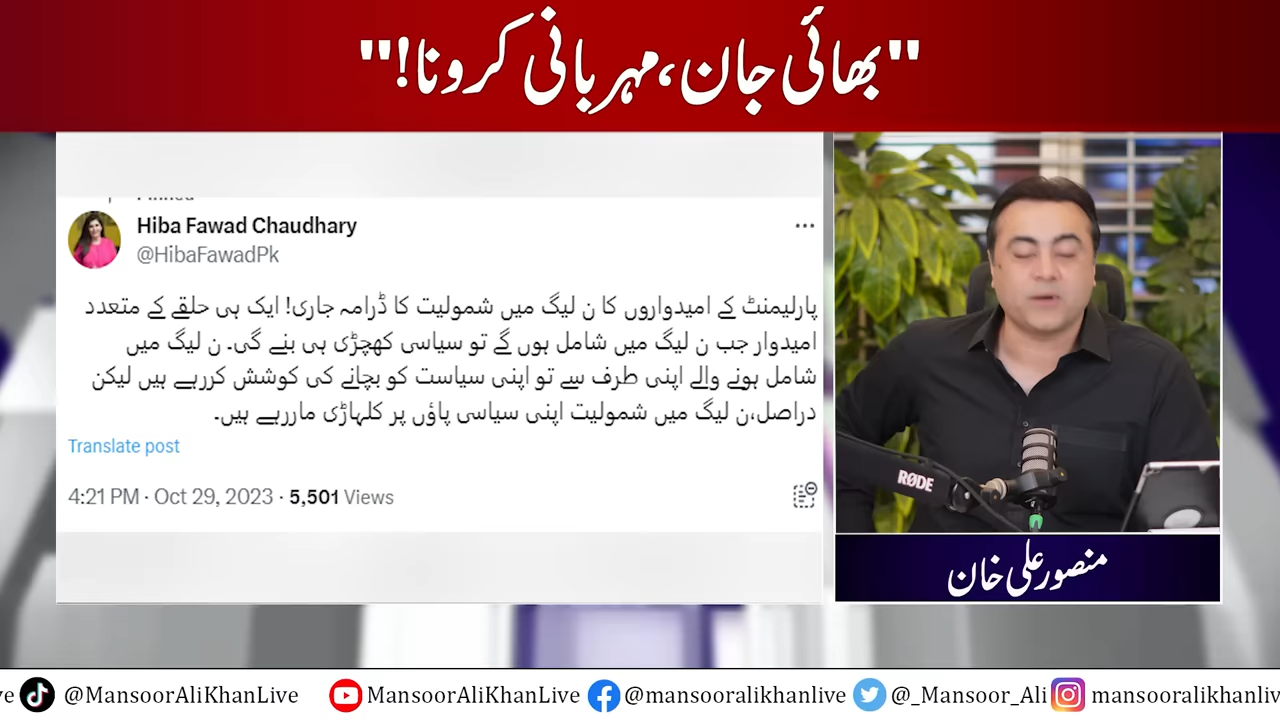 "بھائی جان، مہربانی کرونا!"
Pinned
Hiba Fawad Chaudhary
@HibaFawadPk
پارلیمنٹ کے امیدواروں کا ن لیگ میں شمولیت کا ڈرامہ جاری! ایک ہی حلقے کے متعدد
امیدوار جب ن لیگ میں شامل ہوں گے تو سیاسی کھچڑی ہی بنے گی۔ ن لیگ میں
شامل ہونے والے اپنی طرف سے تو اپنی سیاست کو بچانے کی کوشش کررہے ہیں لیکن
دراصل،ن لیگ میں شمولیت اپنی سیاسی پاؤں پر کلہاڑی ماررہے ہیں۔
Translate post
4:21 PM · Oct 29, 2023 · 5,501 Views
RØDE
منصور علی خان
@MansoorAliKhanLive MansoorAliKhanLive @mansooralikhanlive @_Mansoor_Ali mansooralikhanliv